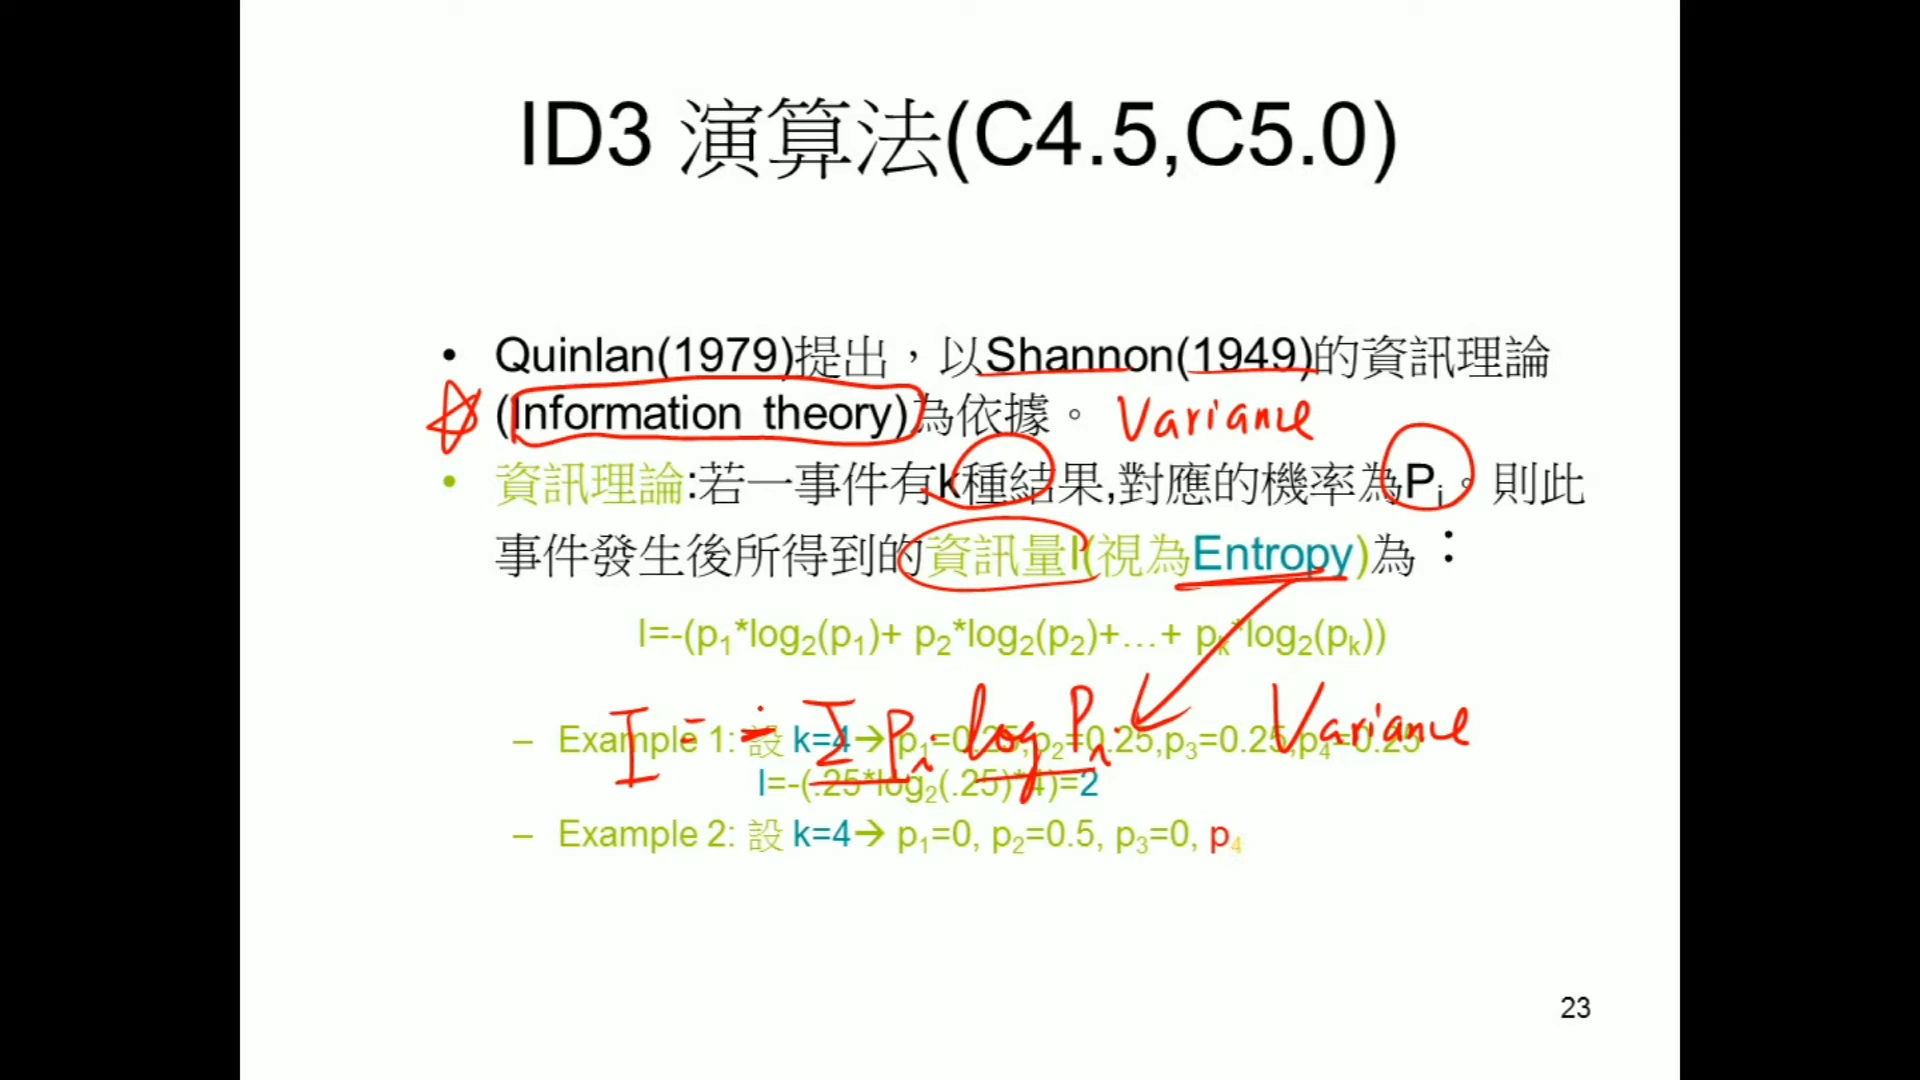 ID3 演算法(C4.5,C5.0)
• Quinlan(1979)提出，以Shannon(1949)的資訊理論
(Information theory)為依據。 Variance
• 資訊理論:若一事件有k種結果,對應的機率為Pi。則此
事件發生後所得到的資訊量I(視為Entropy)為：
I=-(p1*log2(p1)+ p2*log2(p2)+…+ pk*log2(pk))
I = - Σ Pi log Pi Variance
– Example 1: 設 k=4→ p1=0.25,p2=0.25,p3=0.25,p4=0.25
I=-(.25*log2(.25)*4)=2
– Example 2: 設 k=4→ p1=0, p2=0.5, p3=0, p4
23